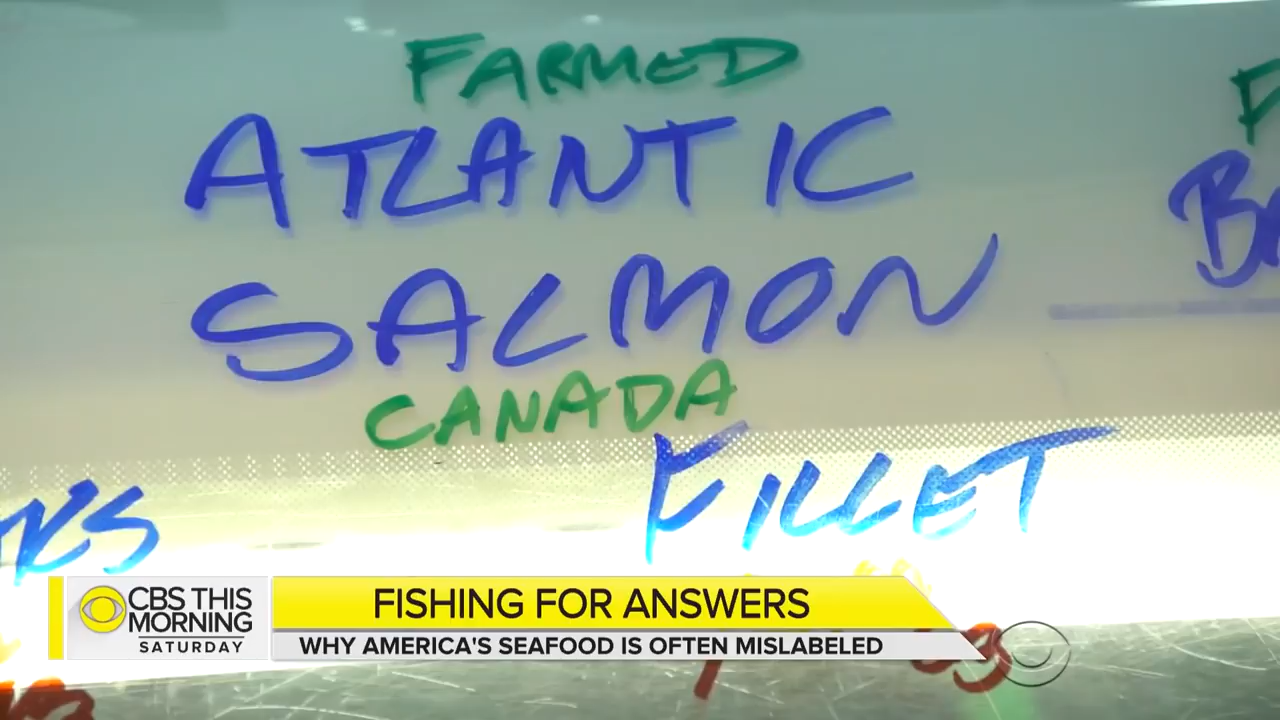 FARMED
ATLANTIC
SALMON
CANADA
FILLET
CBS THIS
MORNING
SATURDAY
FISHING FOR ANSWERS
WHY AMERICA'S SEAFOOD IS OFTEN MISLABELED